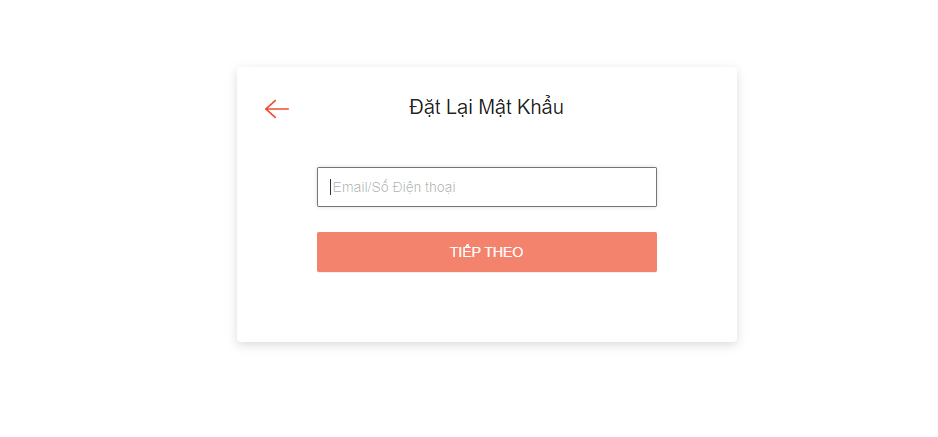 Đặt Lại Mật Khẩu
Email/Số Điện thoại
TIẾP THEO